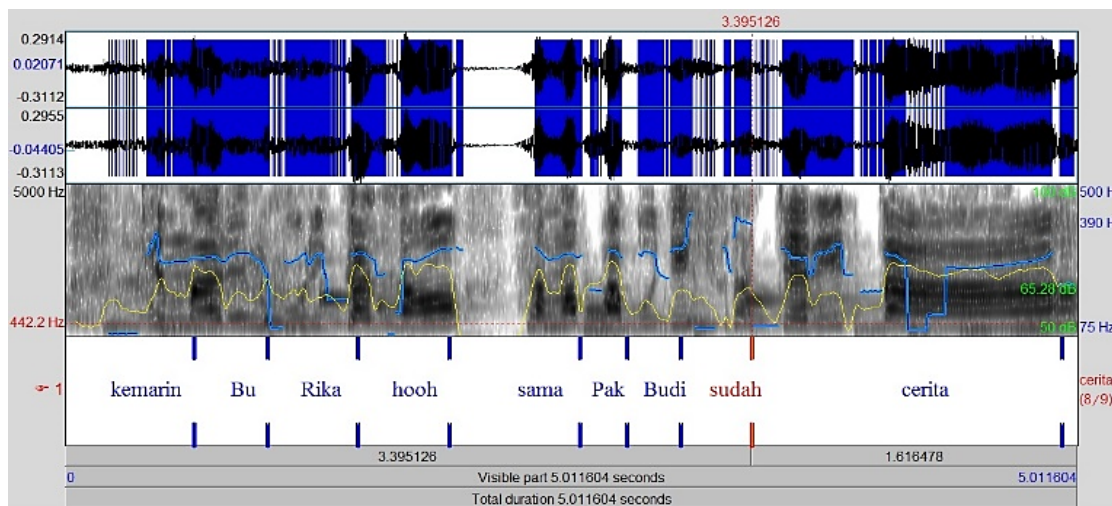 3.395126
0.2914
0.02071
-0.3112
0.2955
-0.04405
-0.3113
5000 Hz 500 Hz
390 Hz
65.28 dB
442.2 Hz 50 dB 75 Hz
kemarin Bu Rika hooh sama Pak Budi sudah cerita cerita
1 (8/9)
3.395126 1.616478
0 Visible part 5.011604 seconds 5.011604
Total duration 5.011604 seconds